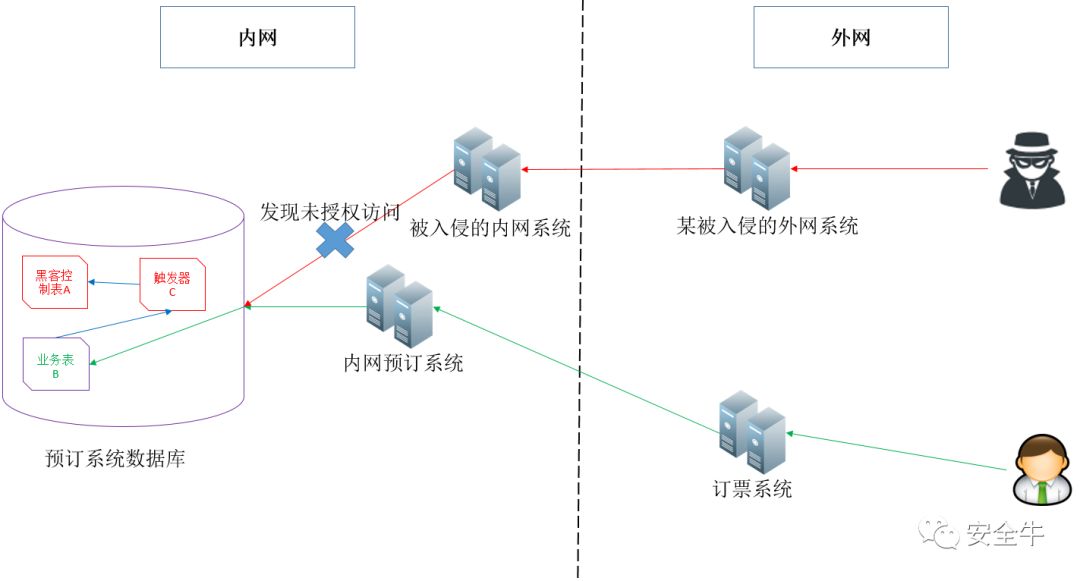 内网
外网
发现未授权访问
被入侵的内网系统
某被入侵的外网系统
黑客控
制表A
触发器
C
业务表
B
内网预订系统
预订系统数据库
订票系统
安全牛